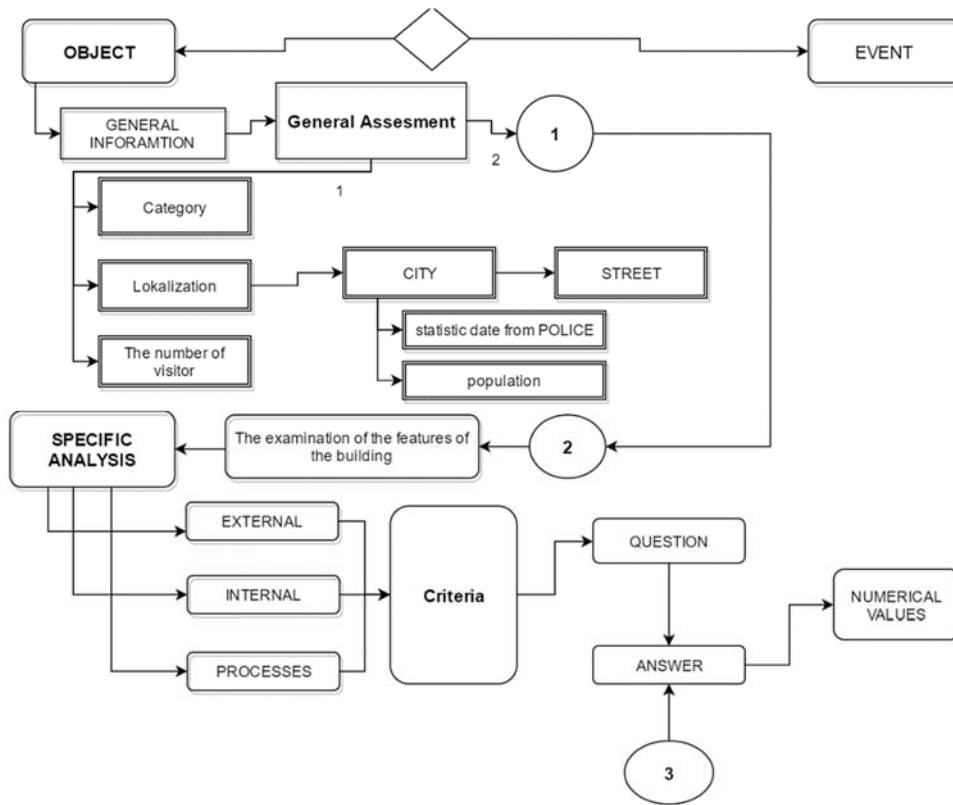 OBJECT
EVENT
GENERAL
INFORAMTION
General Assesment
1
2
1
Category
Lokalization
CITY
STREET
statistic date from POLICE
The number of
visitor
population
SPECIFIC
ANALYSIS
The examination of the features of
the building
2
EXTERNAL
INTERNAL
PROCESSES
Criteria
QUESTION
NUMERICAL
VALUES
ANSWER
3